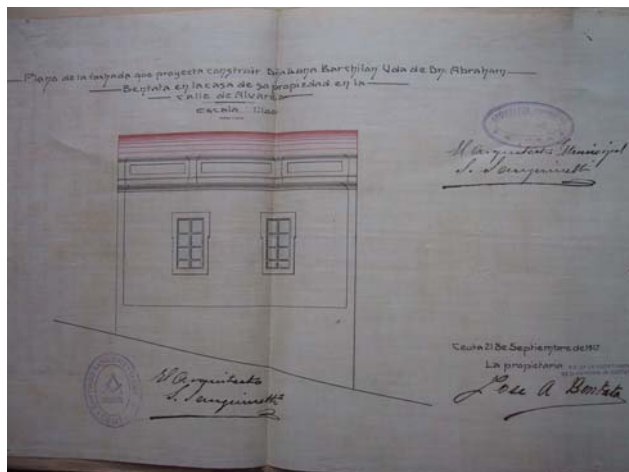 Plano de la fachada que proyecta construir Dña Luna Barchilan Vda de Dn. Abraham
Bentata en la casa de su propiedad en la
Calle de Alvarez
Escala
El Arquitecto Municipal
S. Sanguinetti
Ceuta 21 de Septiembre de 1917
La propietaria
El Arquitecto
S. Sanguinetti
Jose A Bentata